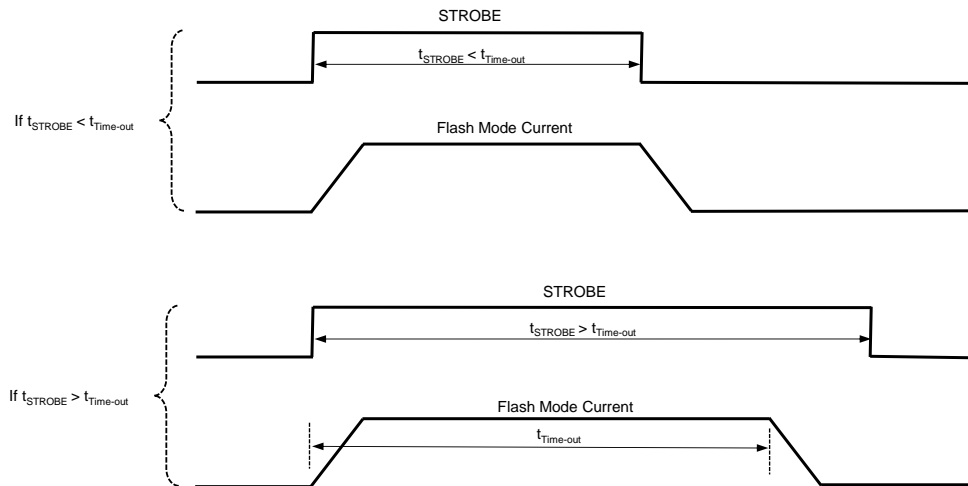 STROBE
tSTROBE < tTime-out
If tSTROBE < tTime-out
Flash Mode Current
STROBE
tSTROBE > tTime-out
If tSTROBE > tTime-out
Flash Mode Current
tTime-out